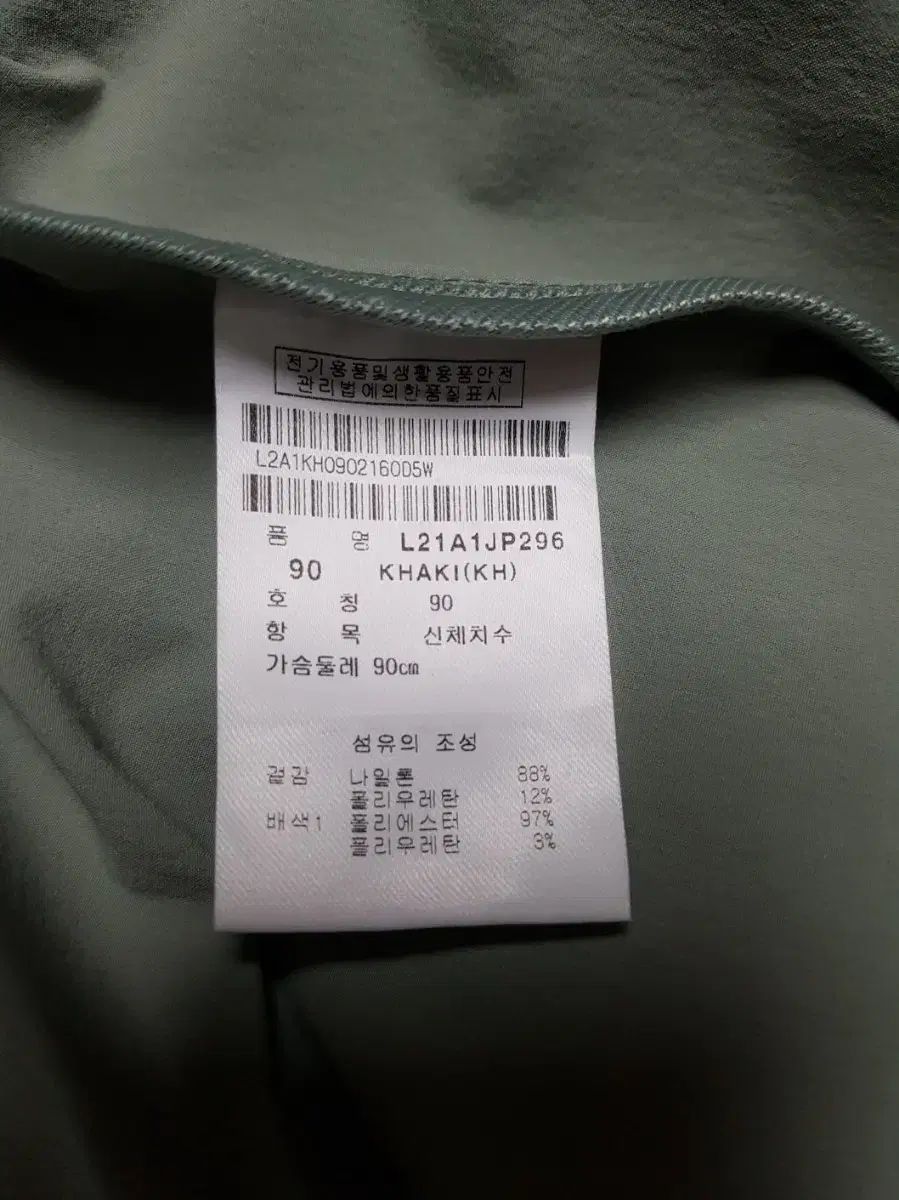 전기용품및생활용품안전
관리법에의한품질표시
L2A1KH0902160D5W
품 명 L21A1JP296
90 KHAKI(KH)
호 칭 90
항 목 신체치수
가슴둘레 90cm
섬유의 조성
겉감 나일론 88%
폴리우레탄 12%
배색1 폴리에스터 97%
폴리우레탄 3%